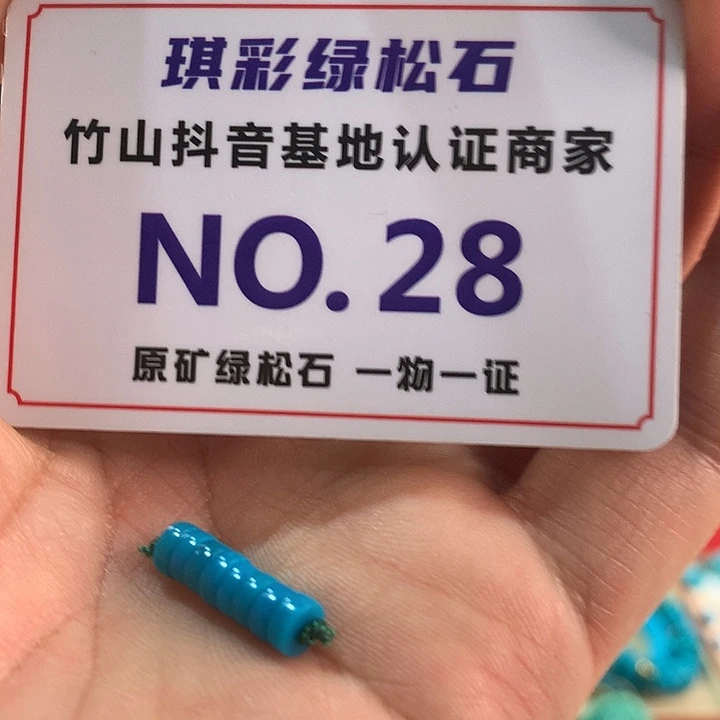 琪彩绿松石
竹山抖音基地认证商家
NO. 28
原矿绿松石 一物一证